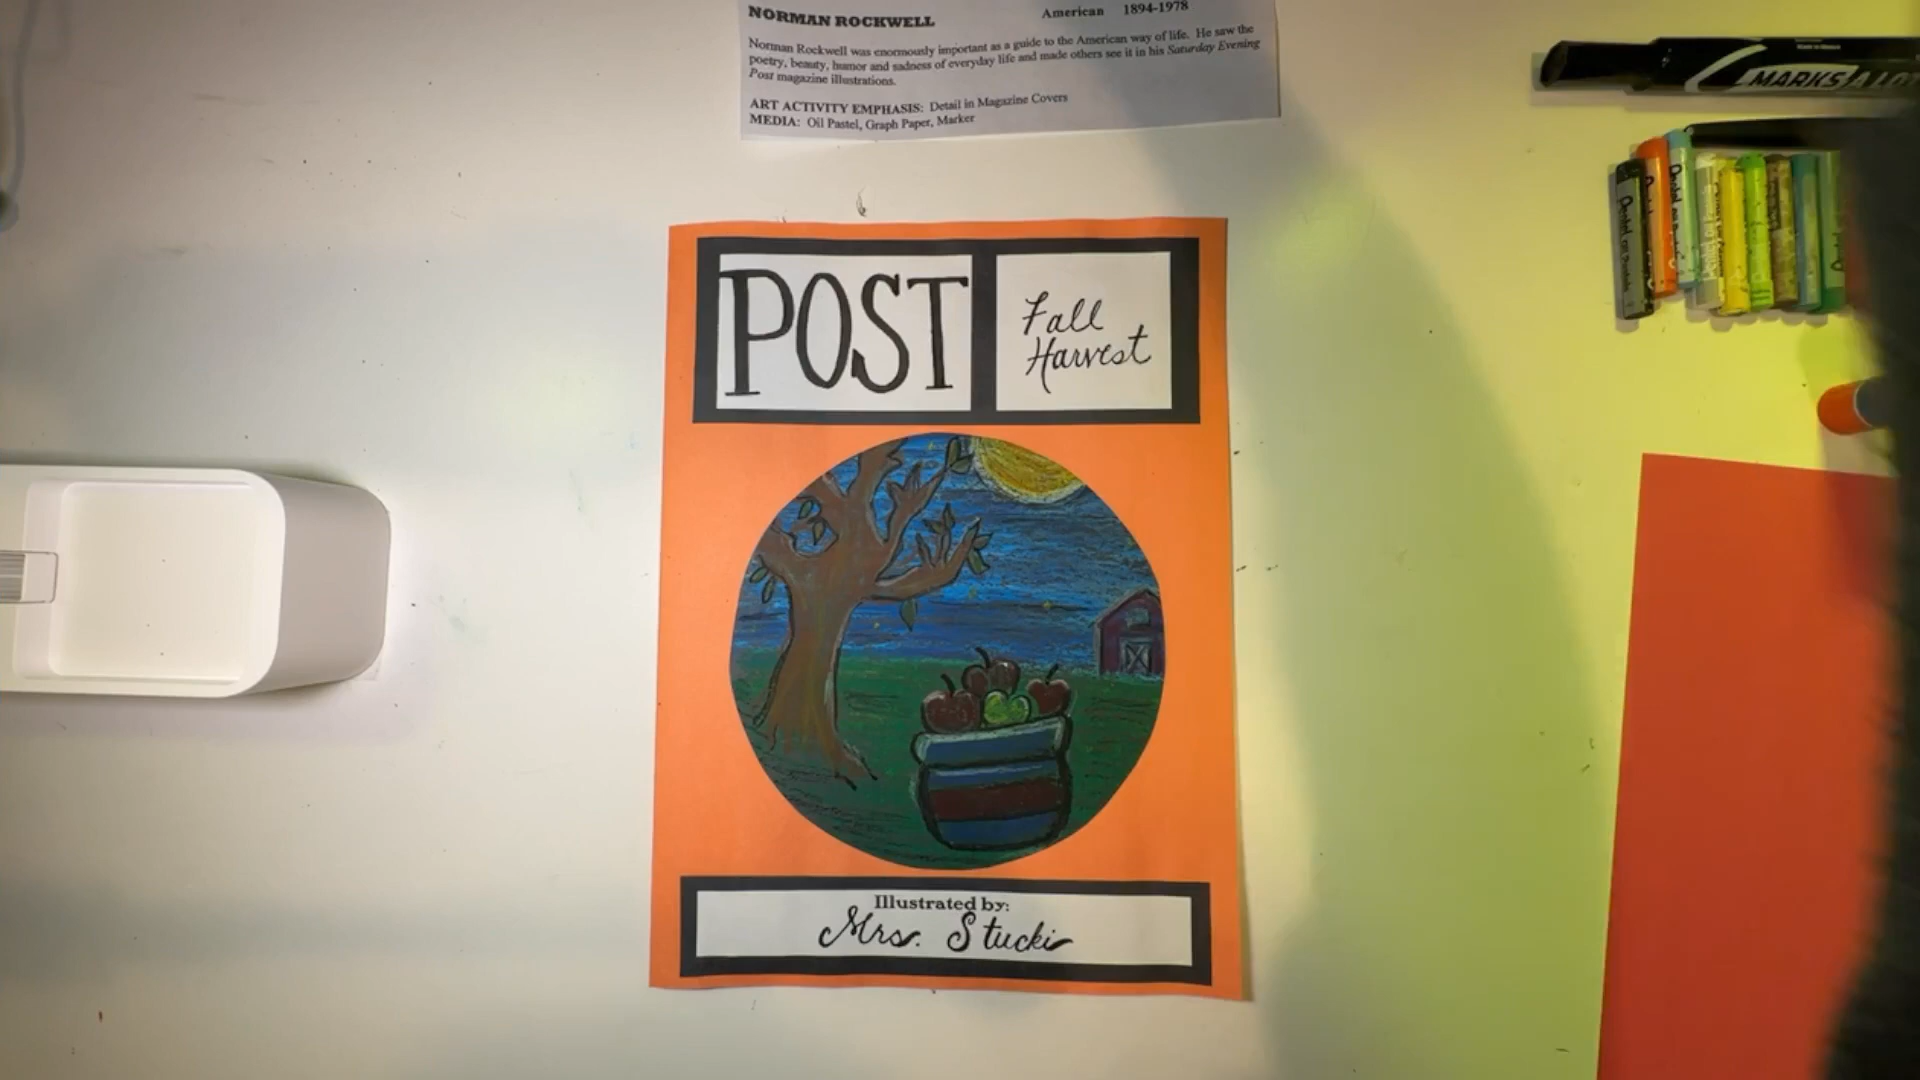 NORMAN ROCKWELL American 1894-1978
Norman Rockwell was enormously important as a guide to the American way of life. He saw the
poetry, beauty, humor and sadness of everyday life and made others see it in his Saturday Evening
Post magazine illustrations.
ART ACTIVITY EMPHASIS: Detail in Magazine Covers
MEDIA: Oil Pastel, Graph Paper, Marker
MARKS A LOT
POST
Fall
Harvest
Illustrated by:
Mrs. Stucki